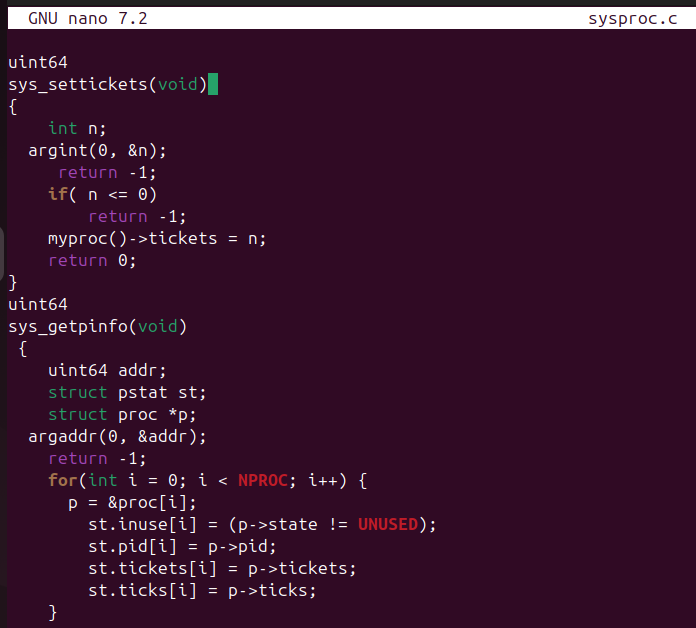 GNU nano 7.2 sysproc.c
uint64
sys_settickets(void)
{
    int n;
  argint(0, &n);
     return -1;
    if( n <= 0)
        return -1;
    myproc()->tickets = n;
    return 0;
}
uint64
sys_getpinfo(void)
 {
    uint64 addr;
    struct pstat st;
    struct proc *p;
  argaddr(0, &addr);
    return -1;
    for(int i = 0; i < NPROC; i++) {
      p = &proc[i];
        st.inuse[i] = (p->state != UNUSED);
        st.pid[i] = p->pid;
        st.tickets[i] = p->tickets;
        st.ticks[i] = p->ticks;
    }